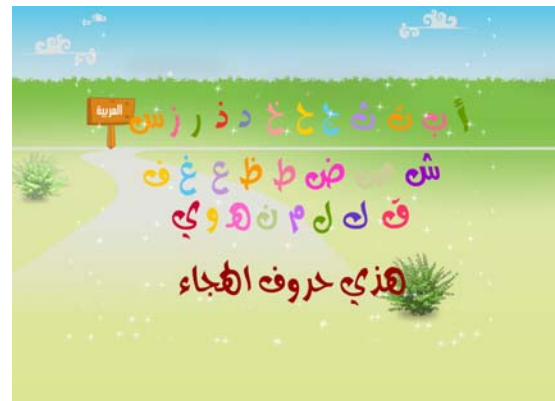 العربية
أ ب ت ث ج ح خ د ذ ر ز س
ش ص ض ط ظ ع غ ف
ق ك ل م ن ه و ي
هذي حروف الهجاء